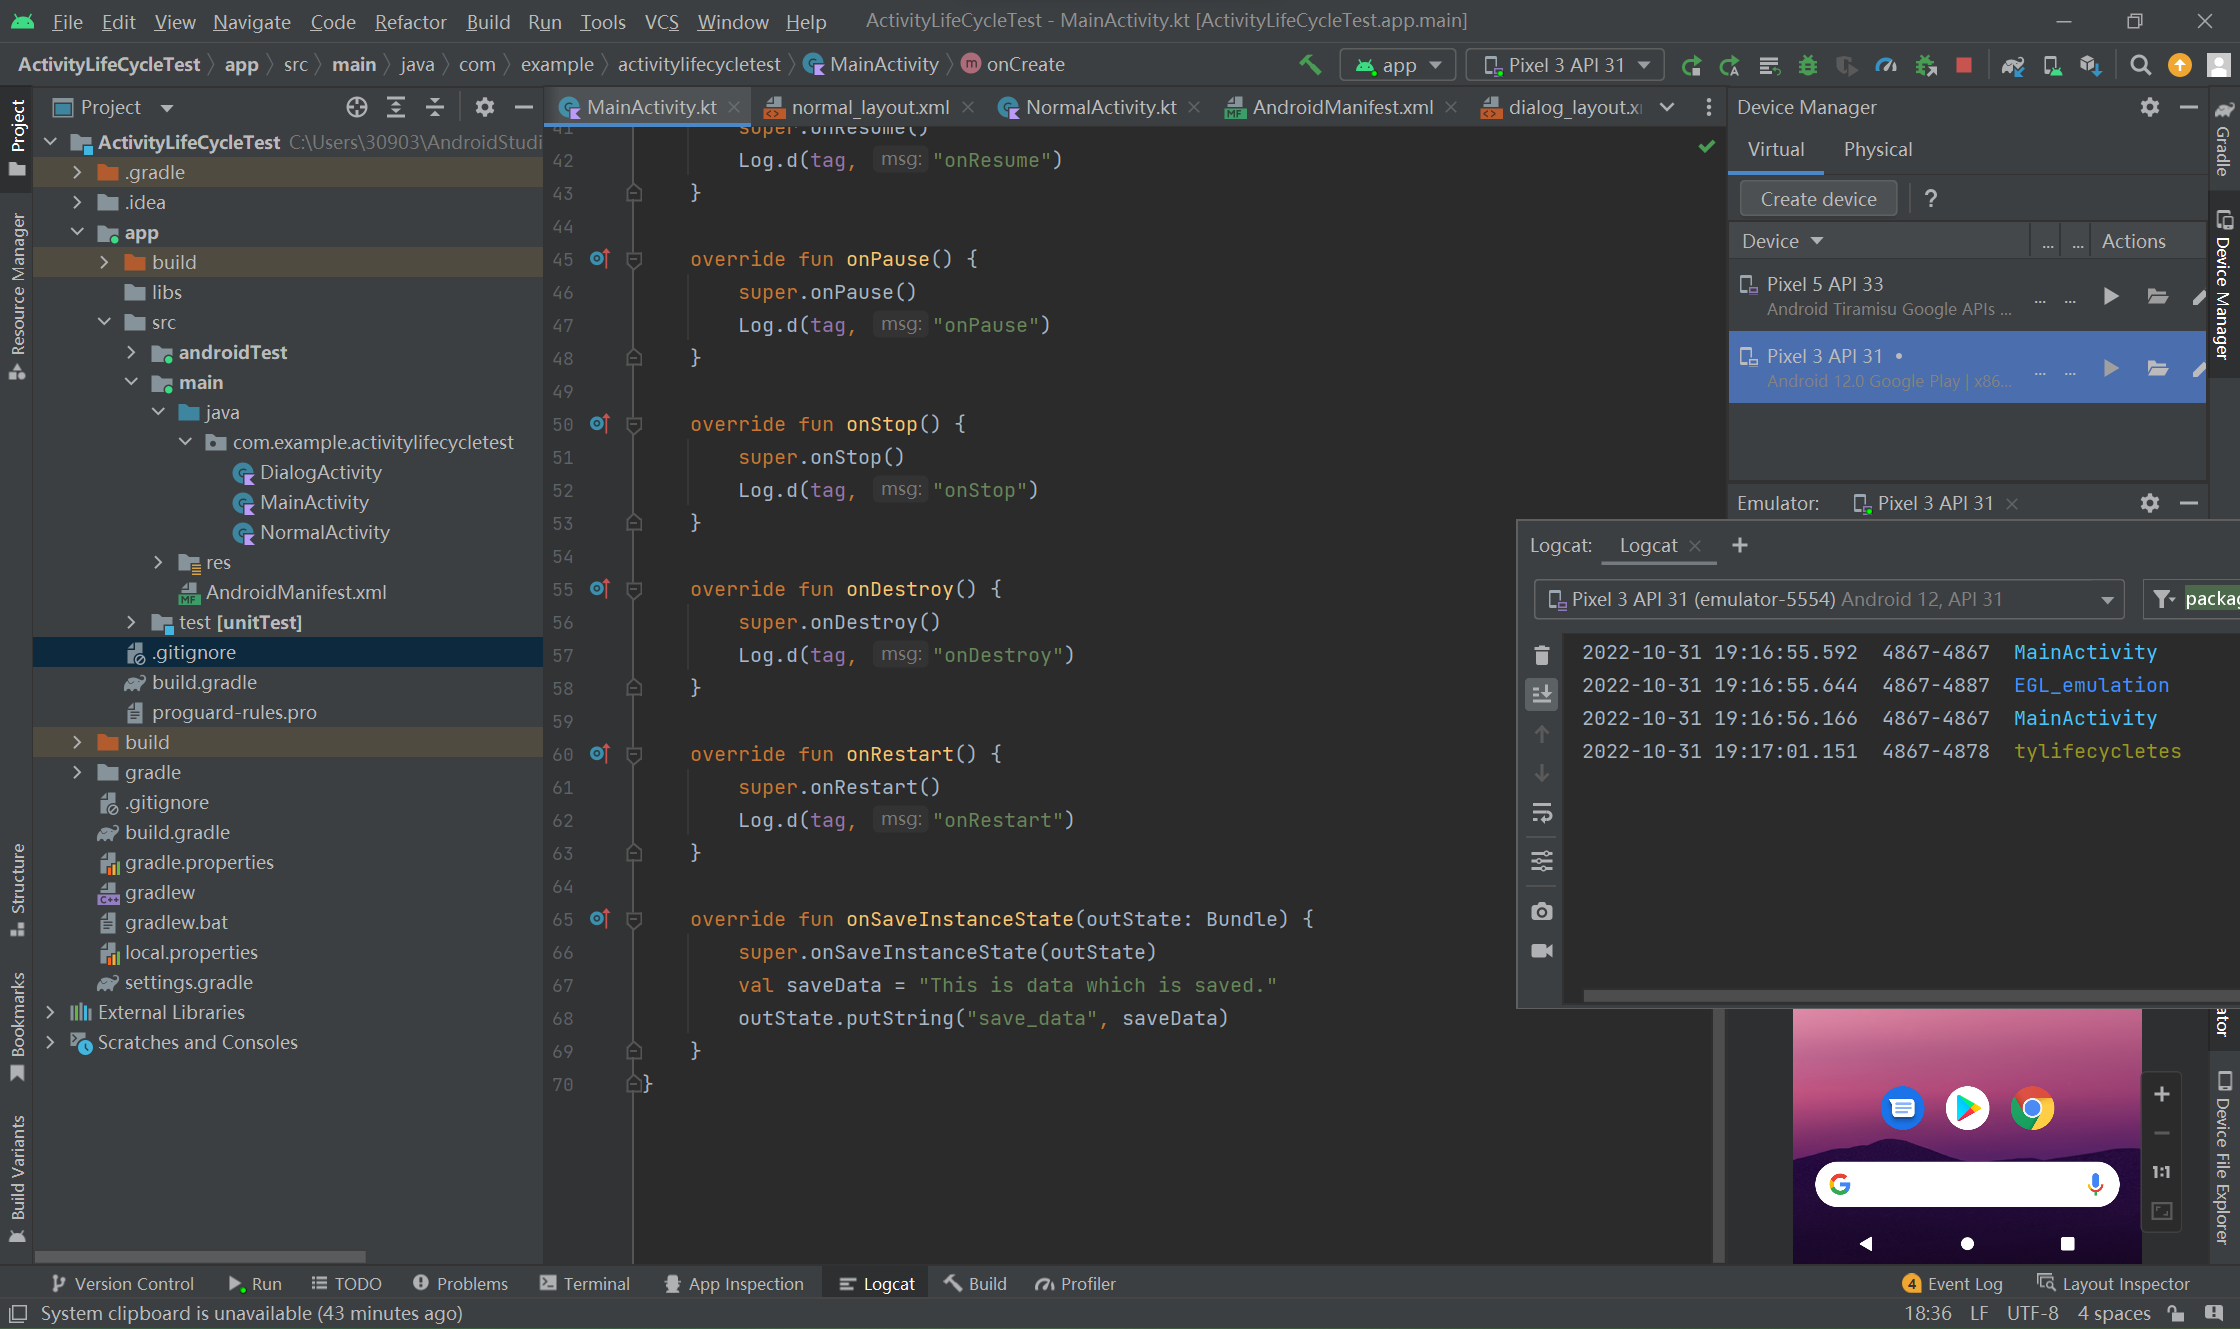 File Edit View Navigate Code Refactor Build Run Tools VCS Window Help ActivityLifeCycleTest - MainActivity.kt [ActivityLifeCycleTest.app.main]
ActivityLifeCycleTest app src main java com example activitylifecycletest MainActivity onCreate app Pixel 3 API 31
Project
MainActivity.kt normal_layout.xml NormalActivity.kt AndroidManifest.xml dialog_layout.x
Project
Resource Manager
Structure
Bookmarks
Build Variants
ActivityLifeCycleTest C:\Users\30903\AndroidStudi
.gradle
.idea
app
build
libs
src
androidTest
main
java
com.example.activitylifecycletest
DialogActivity
MainActivity
NormalActivity
res
AndroidManifest.xml
test [unitTest]
.gitignore
build.gradle
proguard-rules.pro
build
gradle
.gitignore
build.gradle
gradle.properties
gradlew
gradlew.bat
local.properties
settings.gradle
External Libraries
Scratches and Consoles
41 super.onResume()
42 Log.d(tag, msg: "onResume")
43 }
44
45 override fun onPause() {
46 super.onPause()
47 Log.d(tag, msg: "onPause")
48 }
49
50 override fun onStop() {
51 super.onStop()
52 Log.d(tag, msg: "onStop")
53 }
54
55 override fun onDestroy() {
56 super.onDestroy()
57 Log.d(tag, msg: "onDestroy")
58 }
59
60 override fun onRestart() {
61 super.onRestart()
62 Log.d(tag, msg: "onRestart")
63 }
64
65 override fun onSaveInstanceState(outState: Bundle) {
66 super.onSaveInstanceState(outState)
67 val saveData = "This is data which is saved."
68 outState.putString("save_data", saveData)
69 }
70 }
Device Manager
Virtual Physical
Create device ?
Device ... ... Actions
Pixel 5 API 33
Android Tiramisu Google APIs ... ... ...
Pixel 3 API 31 •
Android 12.0 Google Play | x86... ... ...
Emulator: Pixel 3 API 31
Logcat: Logcat
Pixel 3 API 31 (emulator-5554) Android 12, API 31 packag
2022-10-31 19:16:55.592 4867-4867 MainActivity
2022-10-31 19:16:55.644 4867-4887 EGL_emulation
2022-10-31 19:16:56.166 4867-4867 MainActivity
2022-10-31 19:17:01.151 4867-4878 tylifecycletes
1:1
Gradle
Device Manager
ator
Device File Explorer
Version Control Run TODO Problems Terminal App Inspection Logcat Build Profiler 4 Event Log Layout Inspector
System clipboard is unavailable (43 minutes ago) 18:36 LF UTF-8 4 spaces